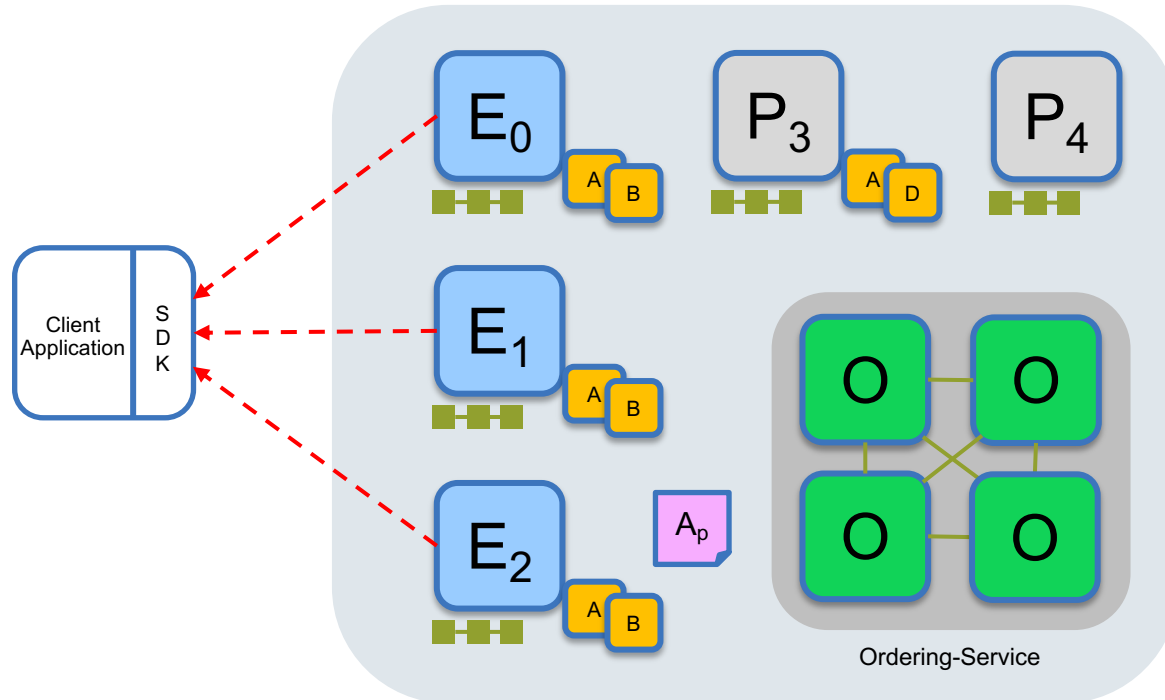 E0
P3
P4
A
B
A
D
Client
Application
S
D
K
E1
A
B
O
O
E2
Ap
O
O
A
B
Ordering-Service